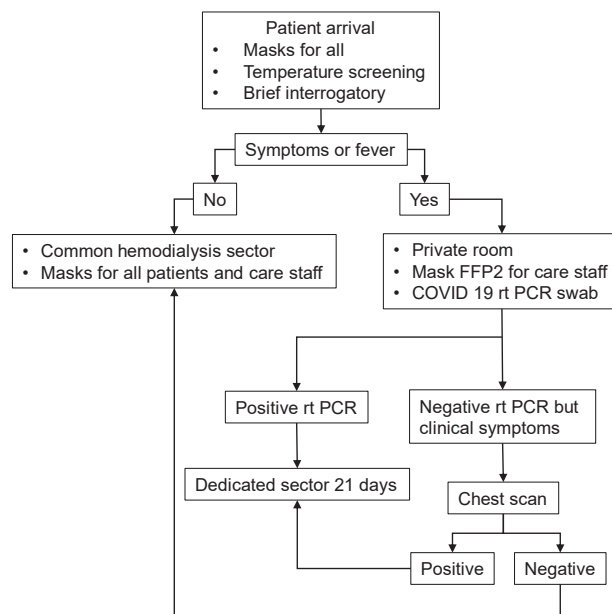 Patient arrival
• Masks for all
• Temperature screening
• Brief interrogatory
Symptoms or fever
No
Yes
• Common hemodialysis sector
• Masks for all patients and care staff
• Private room
• Mask FFP2 for care staff
• COVID 19 rt PCR swab
Positive rt PCR
Negative rt PCR but
clinical symptoms
Dedicated sector 21 days
Chest scan
Positive
Negative